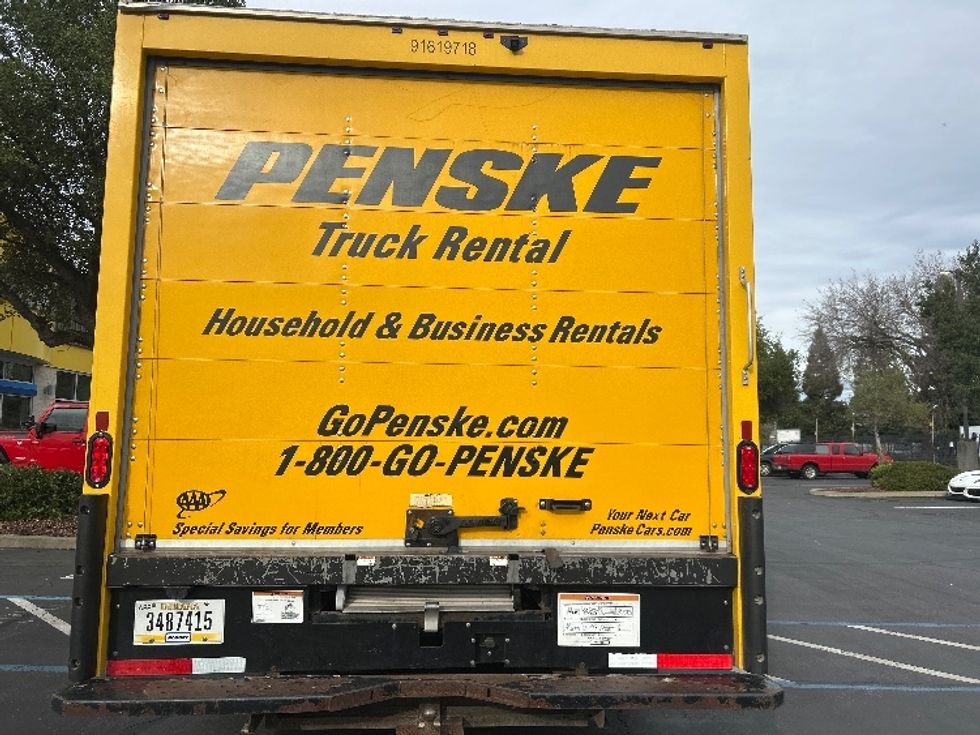 91619718
PENSKE
Truck Rental
Household & Business Rentals
GoPenske.com
1-800-GO-PENSKE
AAA
Special Savings for Members
Your Next Car
PenskeCars.com
INDIANA
3487415